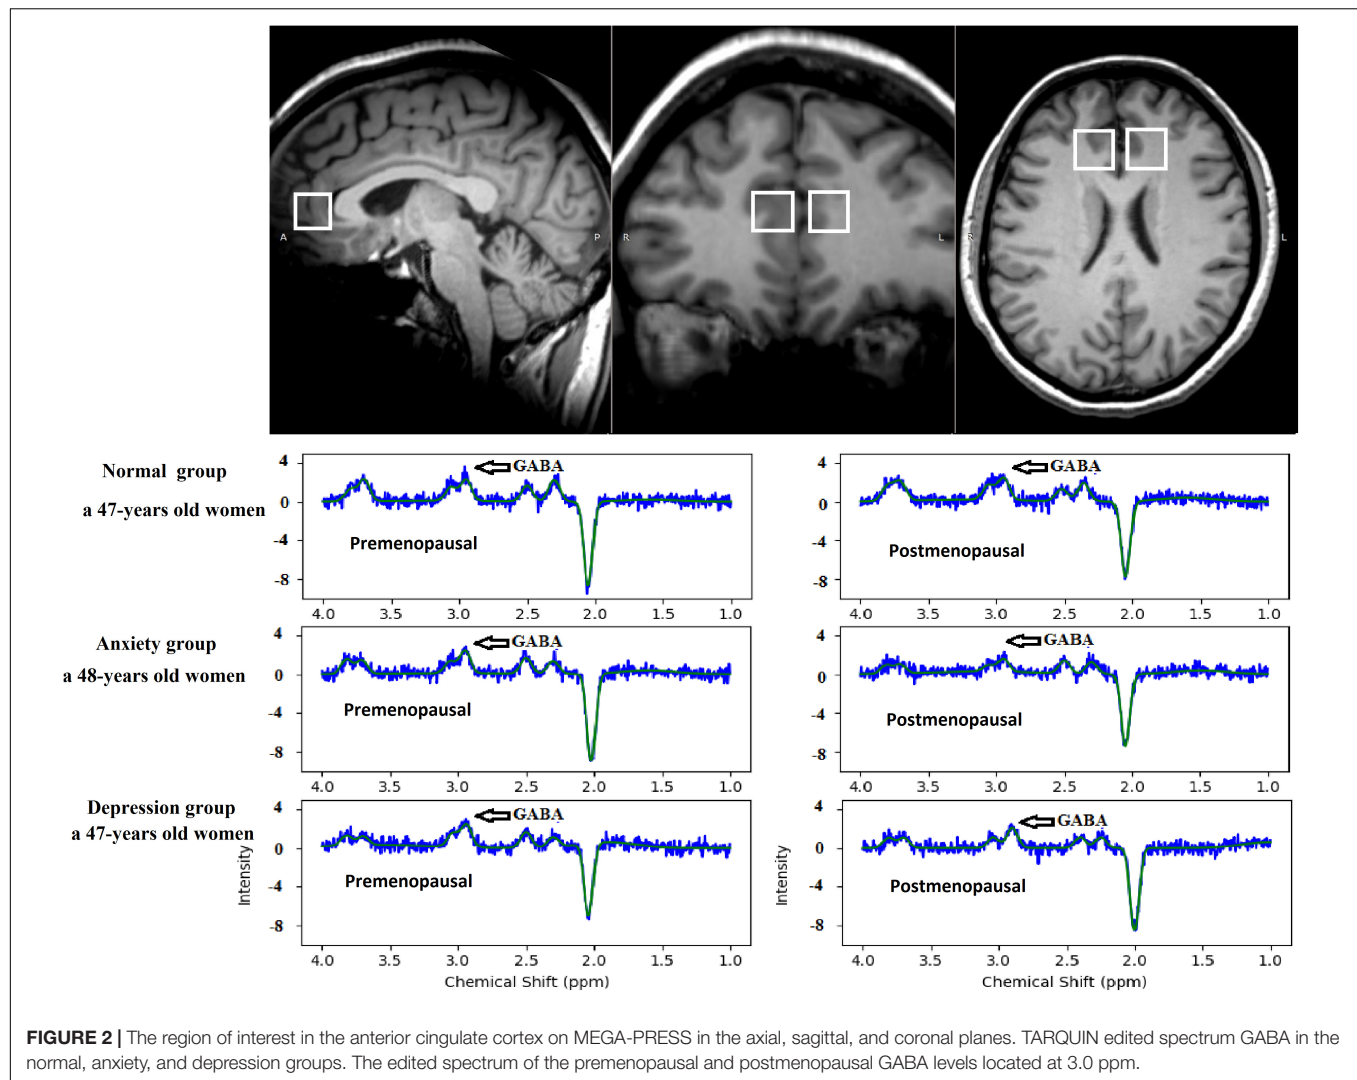 A P R L R L
Normal group
a 47-years old women
4 0 -4 -8
GABA
Premenopausal
4.0 3.5 3.0 2.5 2.0 1.5 1.0
4 0 -4 -8
GABA
Postmenopausal
4.0 3.5 3.0 2.5 2.0 1.5 1.0
Anxiety group
a 48-years old women
4 0 -4 -8
GABA
Premenopausal
4.0 3.5 3.0 2.5 2.0 1.5 1.0
4 0 -4 -8
GABA
Postmenopausal
4.0 3.5 3.0 2.5 2.0 1.5 1.0
Depression group
a 47-years old women
Intensity
4 0 -4 -8
GABA
Premenopausal
4.0 3.5 3.0 2.5 2.0 1.5 1.0
Chemical Shift (ppm)
Intensity
4 0 -4 -8
GABA
Postmenopausal
4.0 3.5 3.0 2.5 2.0 1.5 1.0
Chemical Shift (ppm)
FIGURE 2 | The region of interest in the anterior cingulate cortex on MEGA-PRESS in the axial, sagittal, and coronal planes. TARQUIN edited spectrum GABA in the
normal, anxiety, and depression groups. The edited spectrum of the premenopausal and postmenopausal GABA levels located at 3.0 ppm.